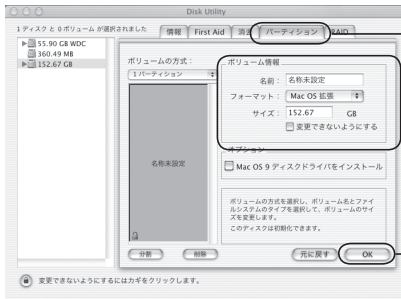 Disk Utility
1 ディスク と 0 ボリューム が選択されました
情報
First Aid
消去
パーティション
RAID
55.90 GB WDC
360.49 MB
152.67 GB
ボリュームの方式：
1 パーティション
名称未設定
分割
削除
ボリューム情報
名前： 名称未設定
フォーマット： Mac OS 拡張
サイズ： 152.67 GB
変更できないようにする
オプション
Mac OS 9 ディスクドライバをインストール
ボリュームの方式を選択し、ボリューム名とファイ
ルシステムのタイプを選択して、ボリュームのサイ
ズを変更します。
このディスクは初期化できます。
元に戻す
OK
変更できないようにするにはカギをクリックします。